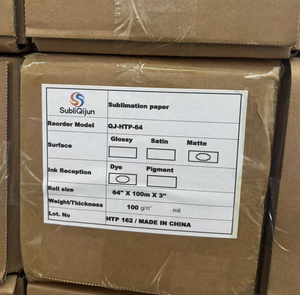 SubliQijun
Sublimation paper
Reorder Model QJ-HTP-64
Surface Glossy Satin Matte
Ink Reception Dye Pigment
Roll size 64" X 100m X 3"
Weight/Thickness 100 g/㎡ mil
Lot. No HTP 162 / MADE IN CHINA